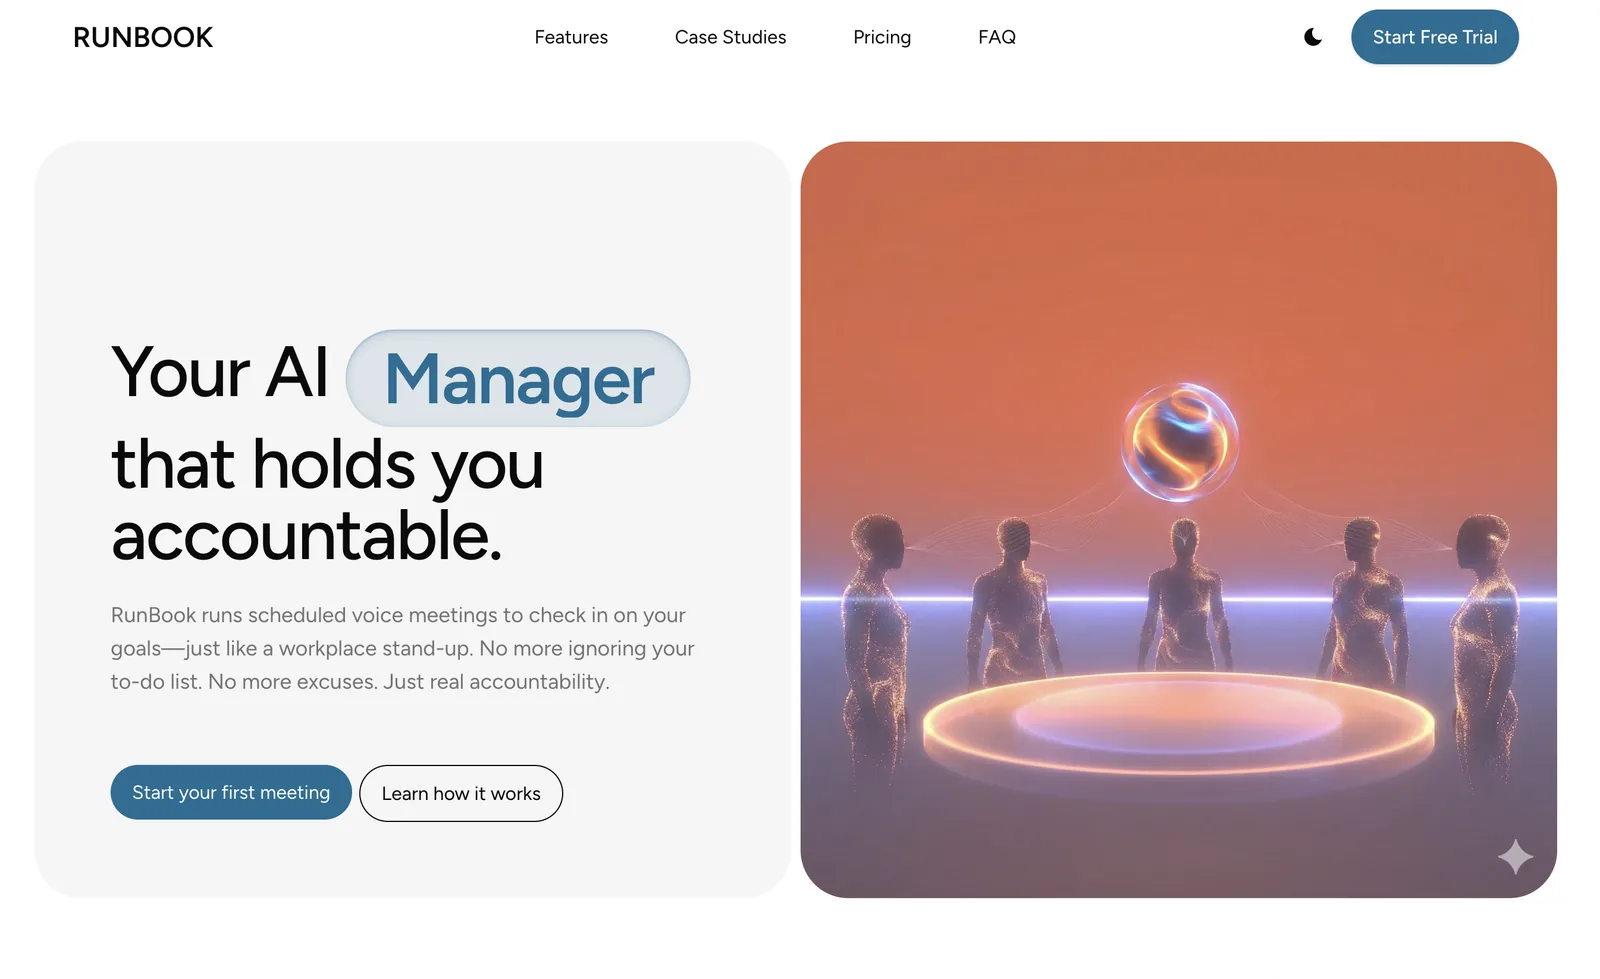 RUNBOOK
Features
Case Studies
Pricing
FAQ
Start Free Trial
Your AI Manager
that holds you
accountable.
RunBook runs scheduled voice meetings to check in on your
goals—just like a workplace stand-up. No more ignoring your
to-do list. No more excuses. Just real accountability.
Start your first meeting
Learn how it works